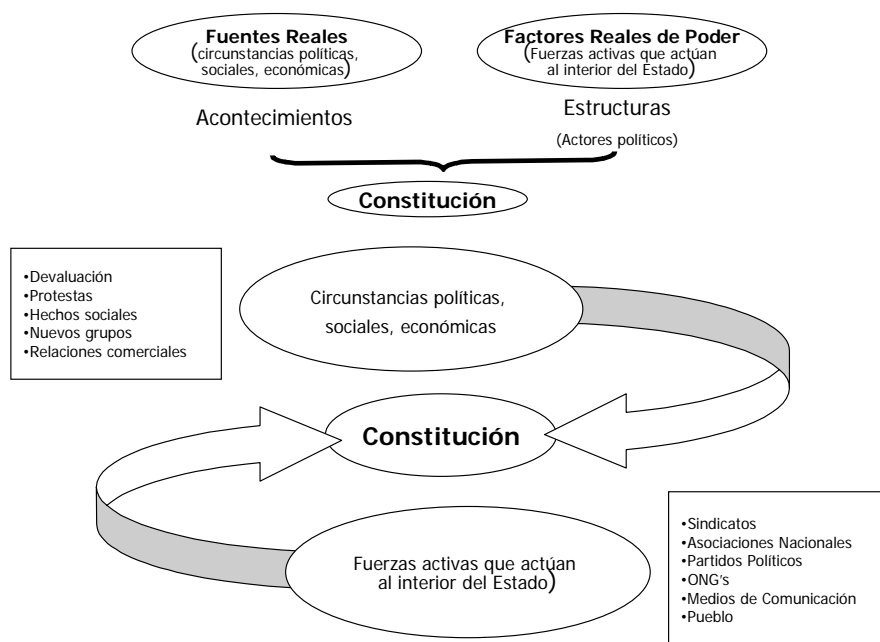 Fuentes Reales
(circunstancias políticas,
sociales, económicas)
Acontecimientos
Factores Reales de Poder
(Fuerzas activas que actúan
al interior del Estado)
Estructuras
(Actores políticos)
Constitución
•Devaluación
•Protestas
•Hechos sociales
•Nuevos grupos
•Relaciones comerciales
Circunstancias políticas,
sociales, económicas
Constitución
Fuerzas activas que actúan
al interior del Estado)
•Sindicatos
•Asociaciones Nacionales
•Partidos Políticos
•ONG's
•Medios de Comunicación
•Pueblo